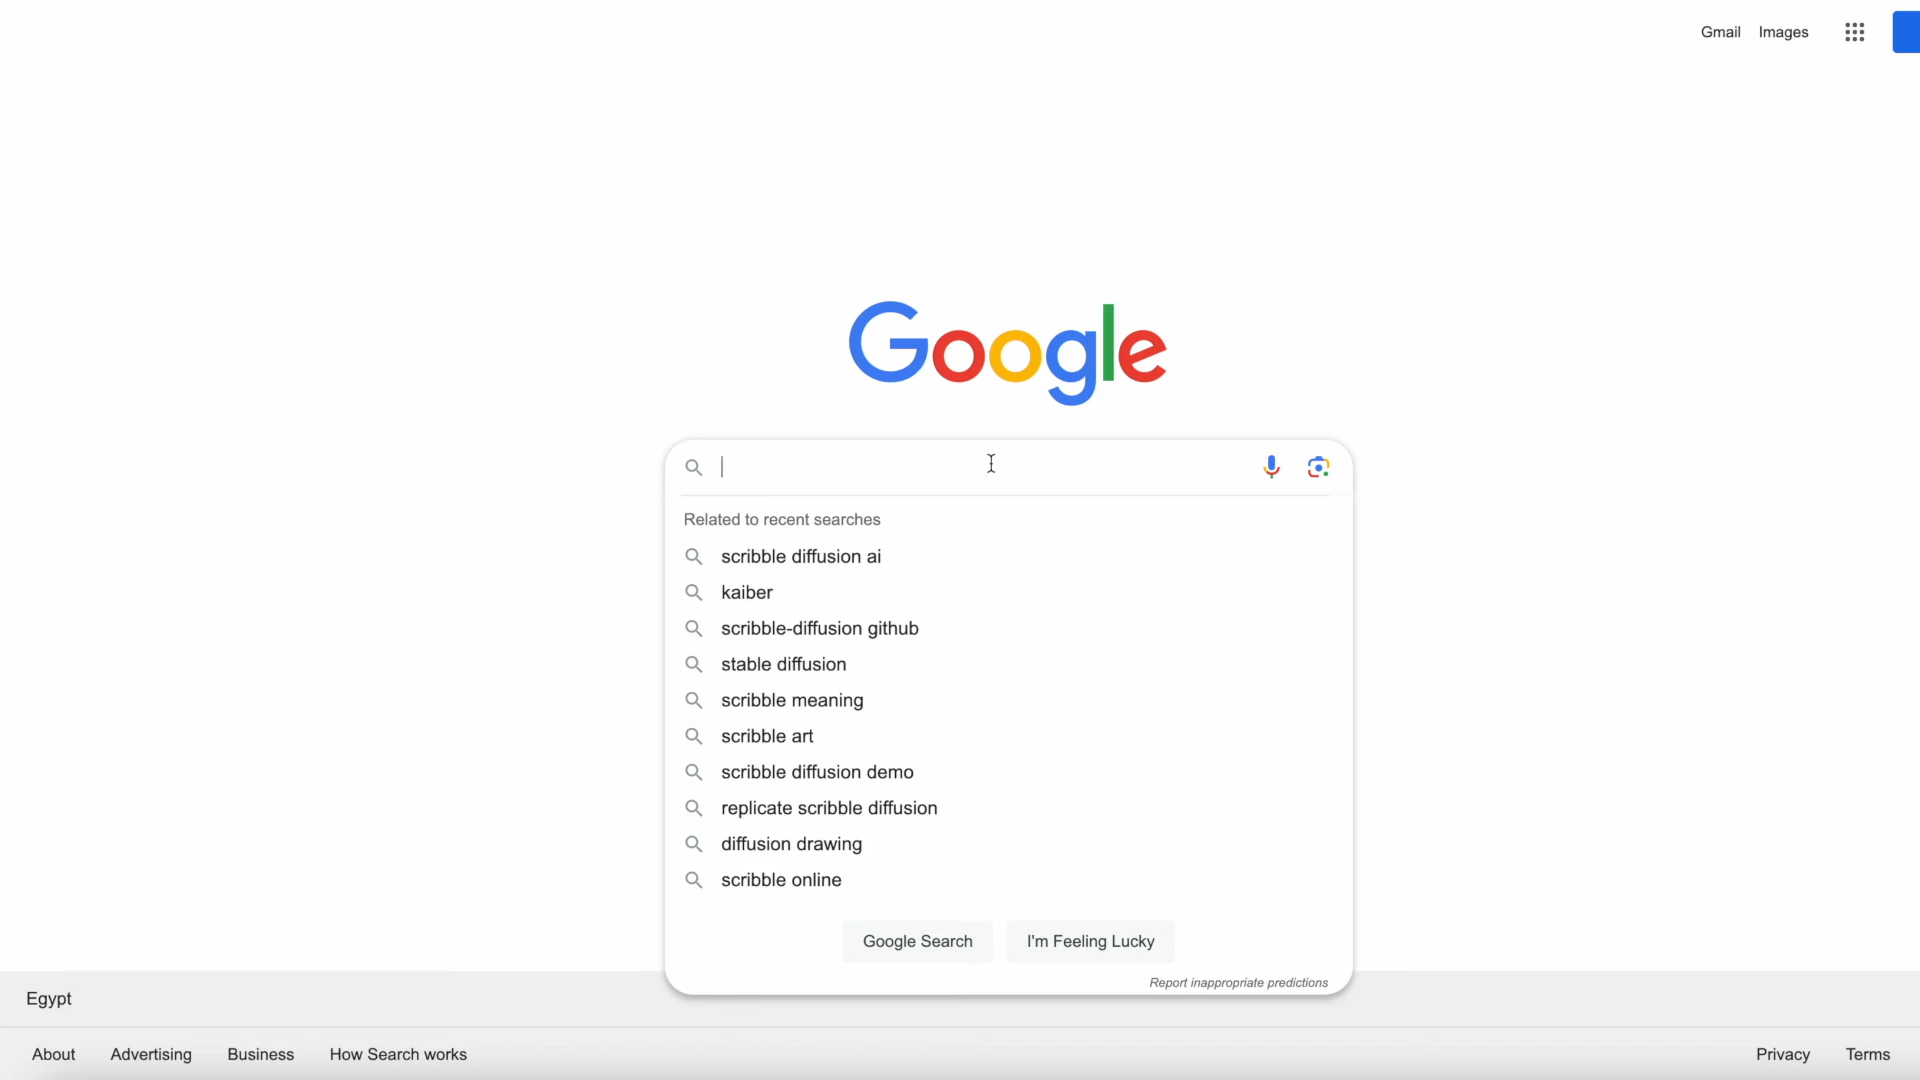 Gmail Images
Google
Related to recent searches
scribble diffusion ai
kaiber
scribble-diffusion github
stable diffusion
scribble meaning
scribble art
scribble diffusion demo
replicate scribble diffusion
diffusion drawing
scribble online
Google Search I'm Feeling Lucky
Report inappropriate predictions
Egypt
About Advertising Business How Search works Privacy Terms